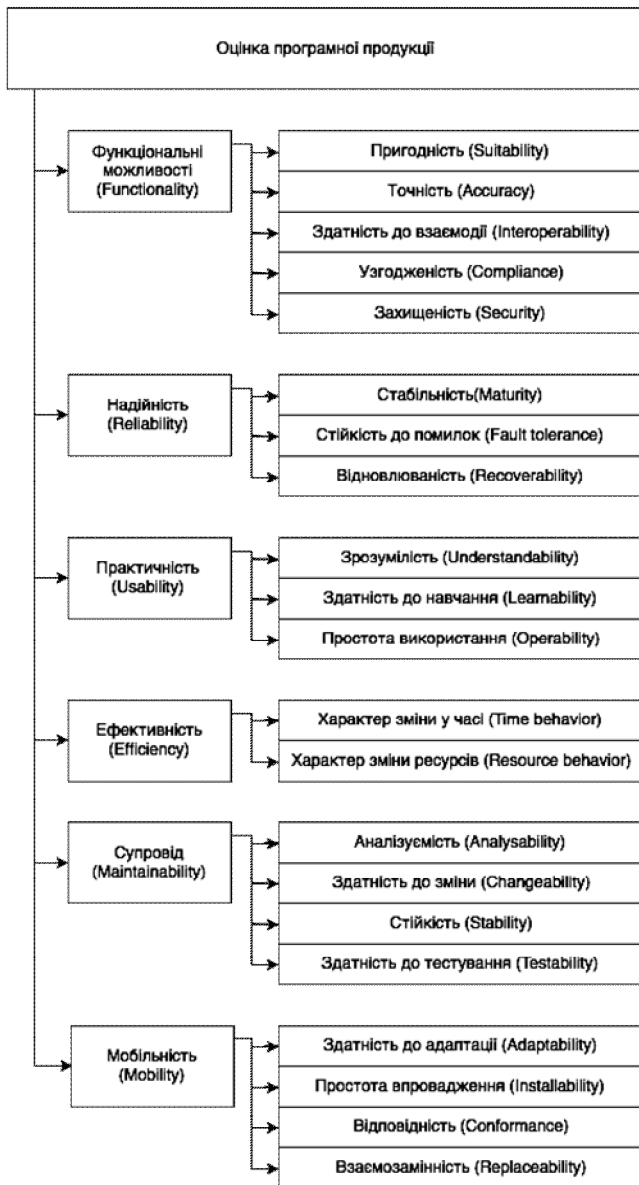 Оцінка програмної продукції
Функціональні
можливості
(Functionality)
Пригодність (Suitability)
Точність (Accuracy)
Здатність до взаємодії (Interoperability)
Узгодженість (Compliance)
Захищеність (Security)
Надійність
(Reliability)
Стабільність(Maturity)
Стійкість до помилок (Fault tolerance)
Відновлюваність (Recoverability)
Практичність
(Usability)
Зрозумілість (Understandability)
Здатність до навчання (Learnability)
Простота використання (Operability)
Ефективність
(Efficiency)
Характер зміни у часі (Time behavior)
Характер зміни ресурсів (Resource behavior)
Супровід
(Maintainability)
Аналізуємість (Analysability)
Здатність до зміни (Changeability)
Стійкість (Stability)
Здатність до тестування (Testability)
Мобільність
(Mobility)
Здатність до адаптації (Adaptability)
Простота впровадження (Installability)
Відповідність (Conformance)
Взаємозамінність (Replaceability)